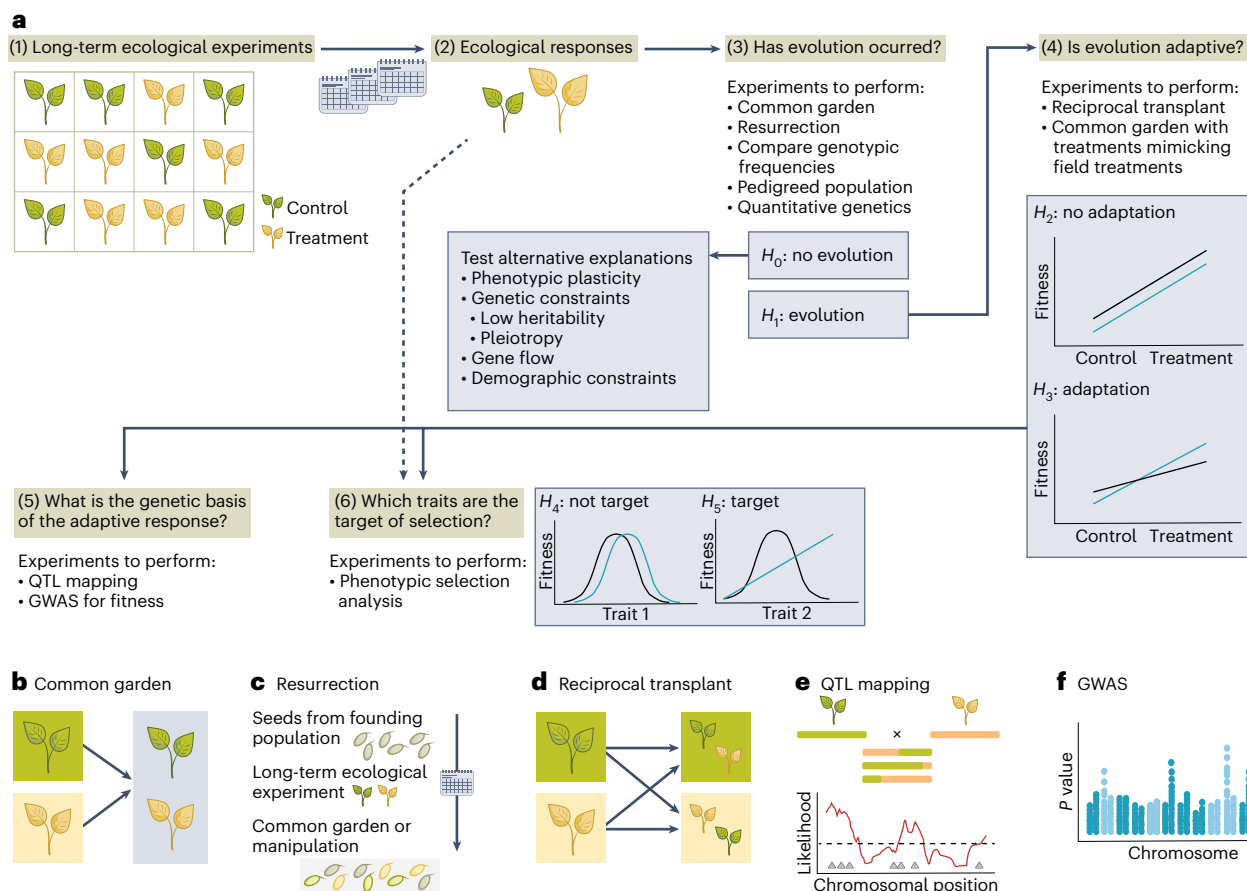 a
(1) Long-term ecological experiments
(2) Ecological responses
(3) Has evolution ocurred?
(4) Is evolution adaptive?
Control
Treatment
Experiments to perform:
• Common garden
• Resurrection
• Compare genotypic
frequencies
• Pedigreed population
• Quantitative genetics
Experiments to perform:
• Reciprocal transplant
• Common garden with
treatments mimicking
field treatments
H0: no evolution
H1: evolution
Test alternative explanations
• Phenotypic plasticity
• Genetic constraints
• Low heritability
• Pleiotropy
• Gene flow
• Demographic constraints
H2: no adaptation
Fitness
Control Treatment
H3: adaptation
Fitness
Control Treatment
(5) What is the genetic basis
of the adaptive response?
Experiments to perform:
• QTL mapping
• GWAS for fitness
(6) Which traits are the
target of selection?
Experiments to perform:
• Phenotypic selection
analysis
H4: not target
Fitness
Trait 1
H5: target
Fitness
Trait 2
b Common garden
c Resurrection
Seeds from founding
population
Long-term ecological
experiment
Common garden or
manipulation
d Reciprocal transplant
e QTL mapping
×
Likelihood
Chromosomal position
f GWAS
P value
Chromosome